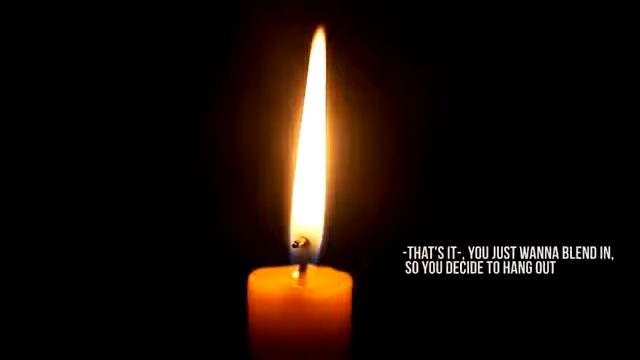 -THAT'S IT-, YOU JUST WANNA BLEND IN,
SO YOU DECIDE TO HANG OUT